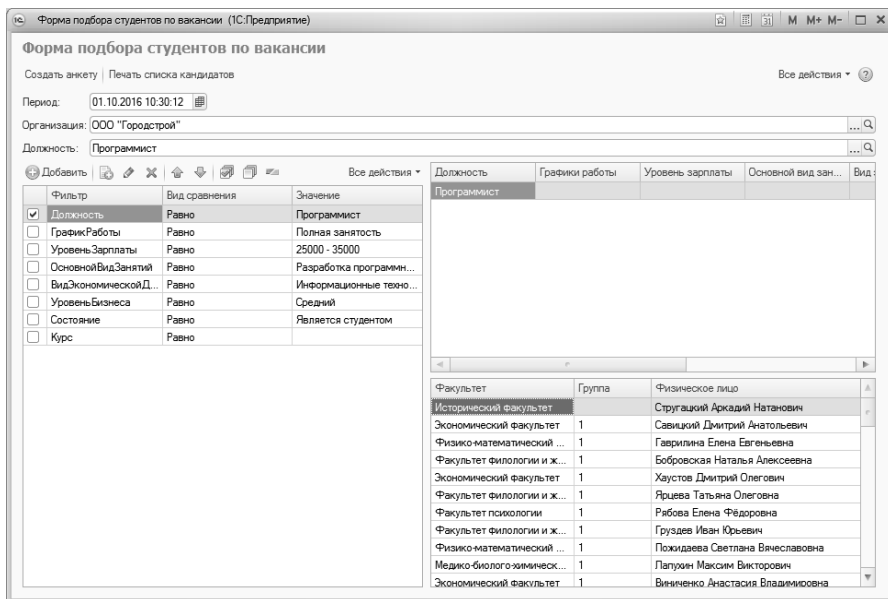 Форма подбора студентов по вакансии (1С:Предприятие) M M+ M-
Форма подбора студентов по вакансии
Создать анкету Печать списка кандидатов Все действия
Период: 01.10.2016 10:30:12
Организация: ООО "Городстрой"
Должность: Программист
Добавить Все действия
Фильтр Вид сравнения Значение
Должность Равно Программист
ГрафикРаботы Равно Полная занятость
УровеньЗарплаты Равно 25000 - 35000
ОсновнойВидЗанятий Равно Разработка программн...
ВидЭкономическойД... Равно Информационные техно...
УровеньБизнеса Равно Средний
Состояние Равно Является студентом
Курс Равно
Должность Графики работы Уровень зарплаты Основной вид зан... Вид
Программист
Факультет Группа Физическое лицо
Исторический факультет Стругацкий Аркадий Натанович
Экономический факультет 1 Савицкий Дмитрий Анатольевич
Физико-математический ... 1 Гаврилина Елена Евгеньевна
Факультет филологии и ж... 1 Бобровская Наталья Алексеевна
Экономический факультет 1 Хаустов Дмитрий Олегович
Факультет филологии и ж... 1 Ярцева Татьяна Олеговна
Факультет психологии 1 Рябова Елена Фёдоровна
Факультет филологии и ж... 1 Груздев Иван Юрьевич
Физико-математический ... 1 Пожидаева Светлана Вячеславовна
Медико-биолого-химическ... 1 Лапухин Максим Викторович
Экономический факультет 1 Виниченко Анастасия Владимировна